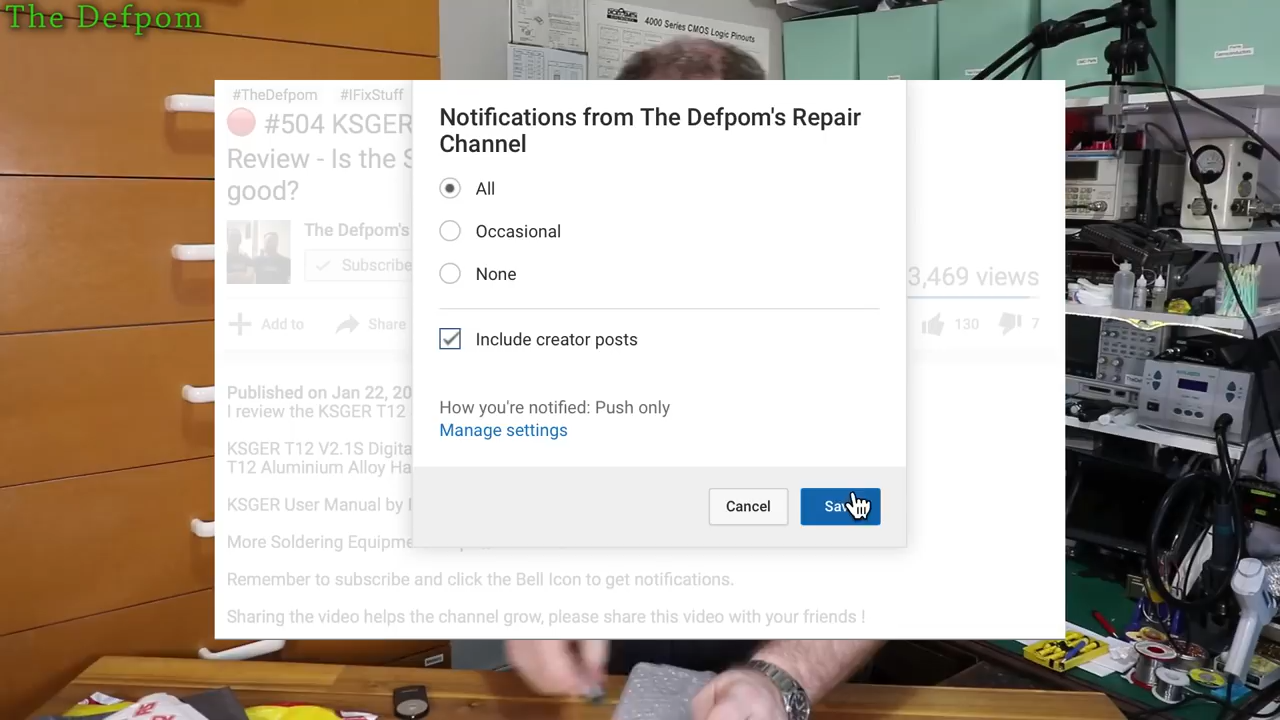 The Defpom
4000 Series CMOS Logic Pinouts
#TheDefpom #IFixStuff
#504 KSGER
Review - Is the S
good?
The Defpom's
Subscribe
3,469 views
Add to Share 130 7
Published on Jan 22, 20
I review the KSGER T12
KSGER T12 V2.1S Digita
T12 Aluminium Alloy Ha
KSGER User Manual by
More Soldering Equipme
Remember to subscribe and click the Bell Icon to get notifications.
Sharing the video helps the channel grow, please share this video with your friends !
Notifications from The Defpom's Repair
Channel
All
Occasional
None
Include creator posts
How you're notified: Push only
Manage settings
Cancel Sav